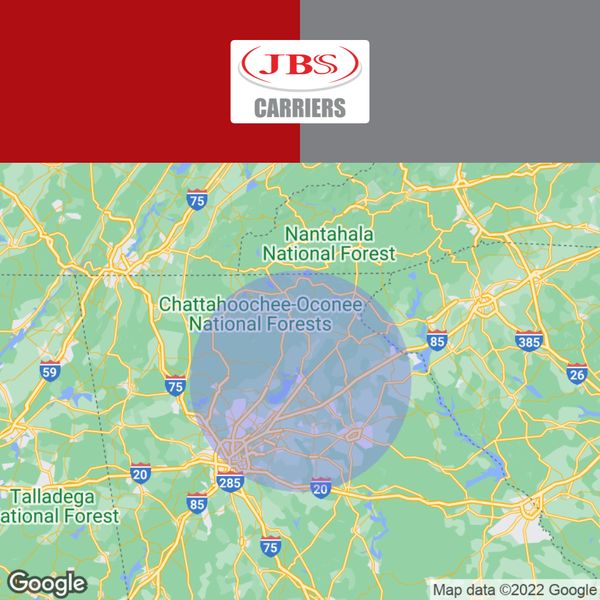 JBS
CARRIERS
75
Nantahala
National Forest
Chattahoochee-Oconee
National Forests
85
385
59
75
26
20
285
20
Talladega
National Forest
85
75
Google
Map data ©2022 Google